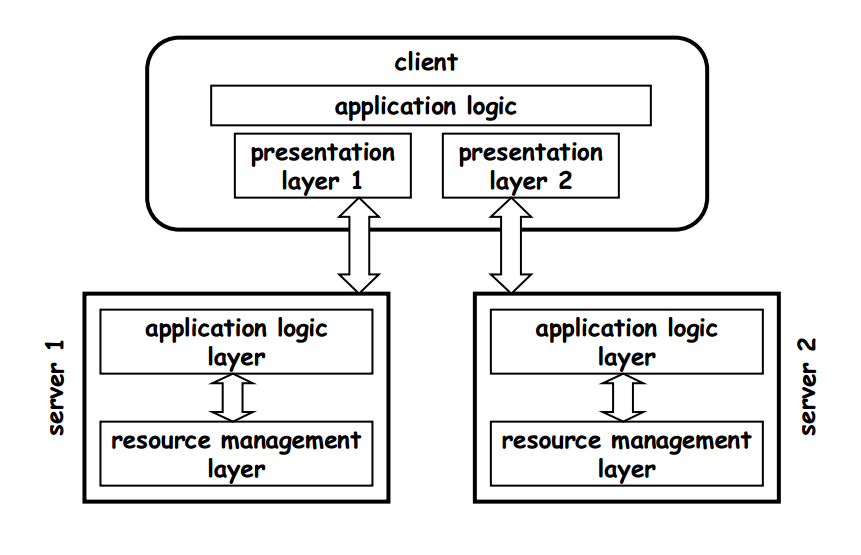 client
application logic
presentation
layer 1
presentation
layer 2
server 1
application logic
layer
resource management
layer
application logic
layer
resource management
layer
server 2